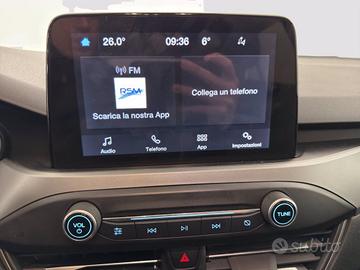 26.0°
09:36
6°
FM
RSM
Collega un telefono
Scarica la nostra App
Audio
Telefono
App
Impostazioni
VOL
TUNE
subito